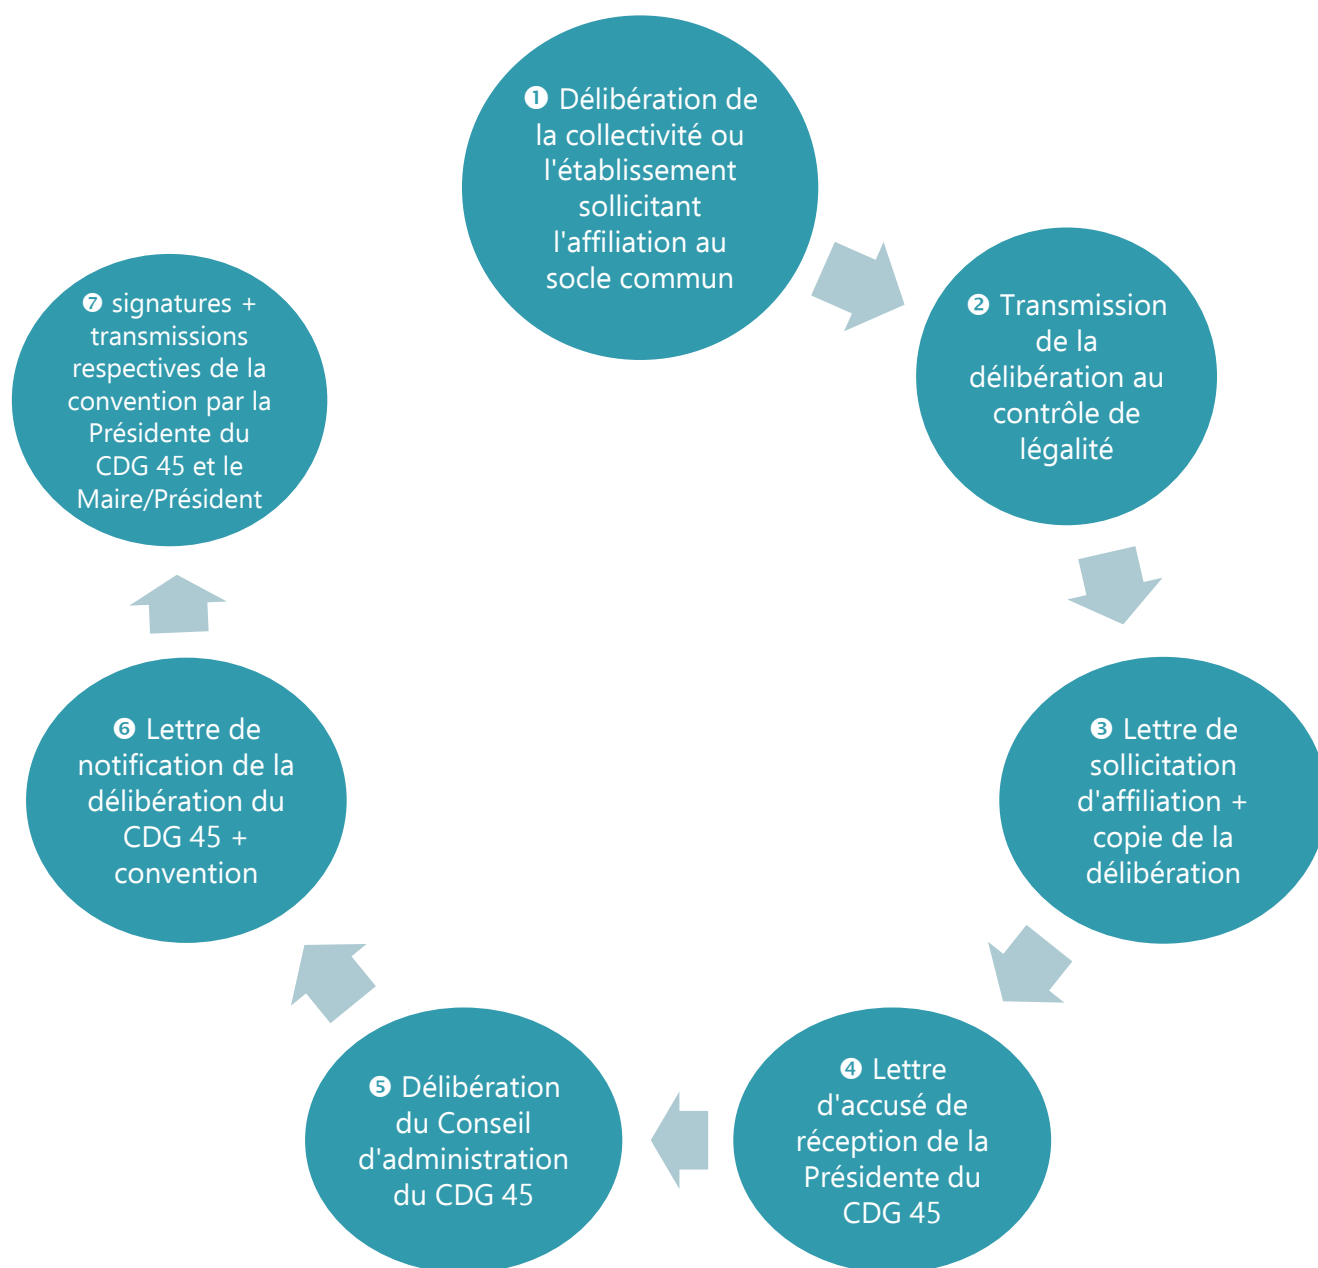 ❶ Délibération de
la collectivité ou
l'établissement
sollicitant
l'affiliation au
socle commun
❷ Transmission
de la
délibération au
contrôle de
légalité
❸ Lettre de
sollicitation
d'affiliation +
copie de la
délibération
❹ Lettre
d'accusé de
réception de la
Présidente du
CDG 45
❺ Délibération
du Conseil
d'administration
du CDG 45
❻ Lettre de
notification de la
délibération du
CDG 45 +
convention
❼ signatures +
transmissions
respectives de la
convention par la
Présidente du
CDG 45 et le
Maire/Président